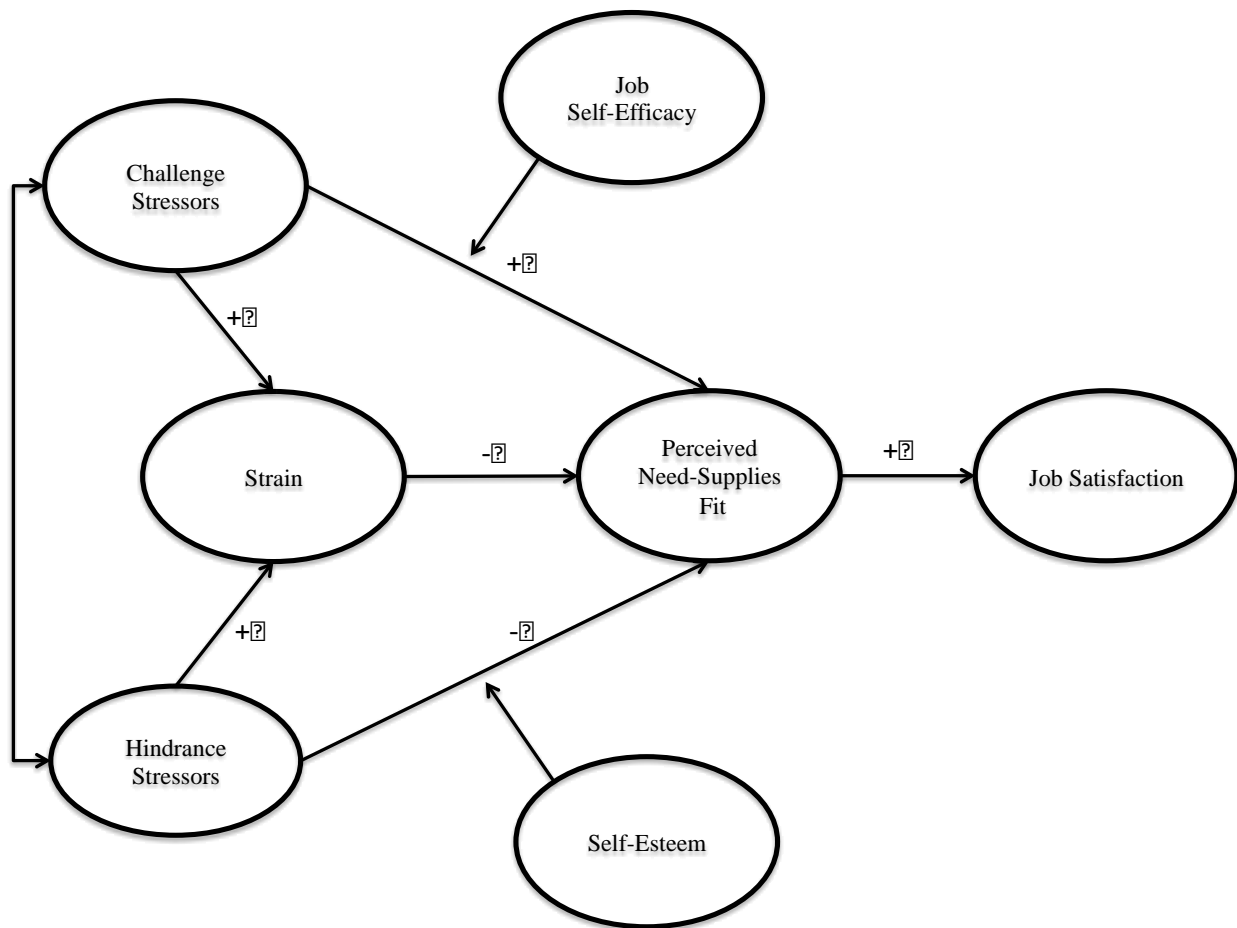 Job
Self-Efficacy
Challenge
Stressors
+⍰
+⍰
Strain
-⍰
Perceived
Need-Supplies
Fit
+⍰
Job Satisfaction
+⍰
-⍰
Hindrance
Stressors
Self-Esteem